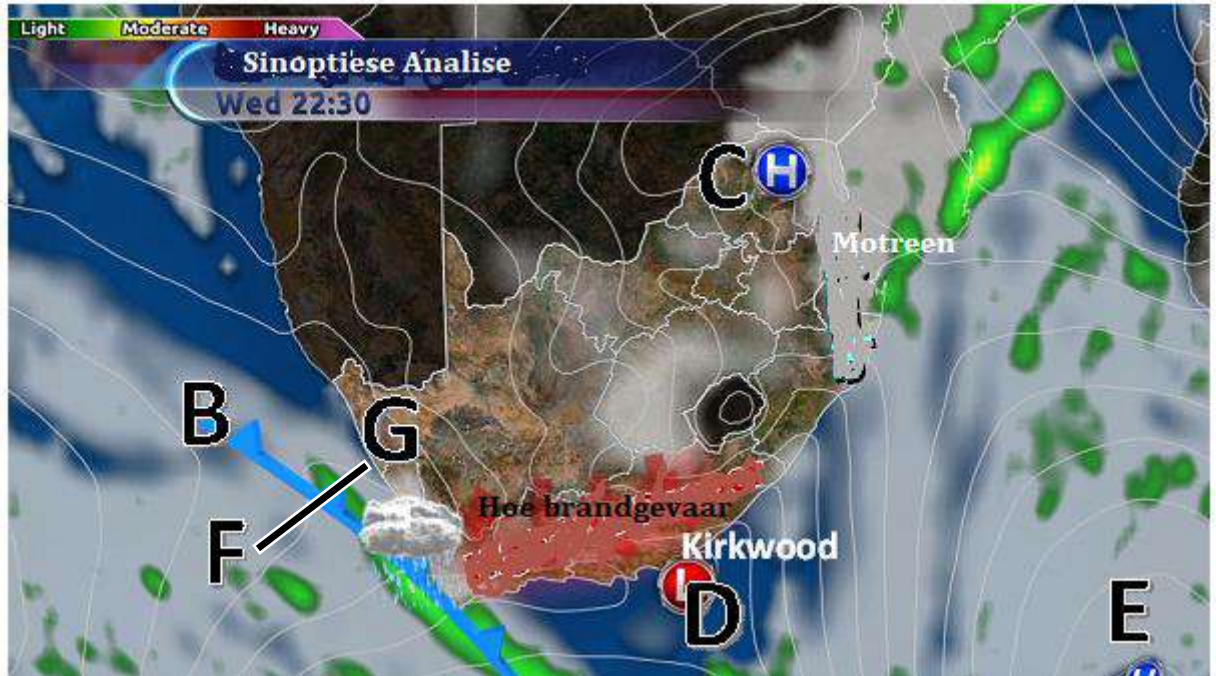 Light Moderate Heavy
Sinoptiese Analise
Wed 22:30
C H
Motreen
B
G
Hoe brandgevaar
F
Kirkwood
L
D
E
H